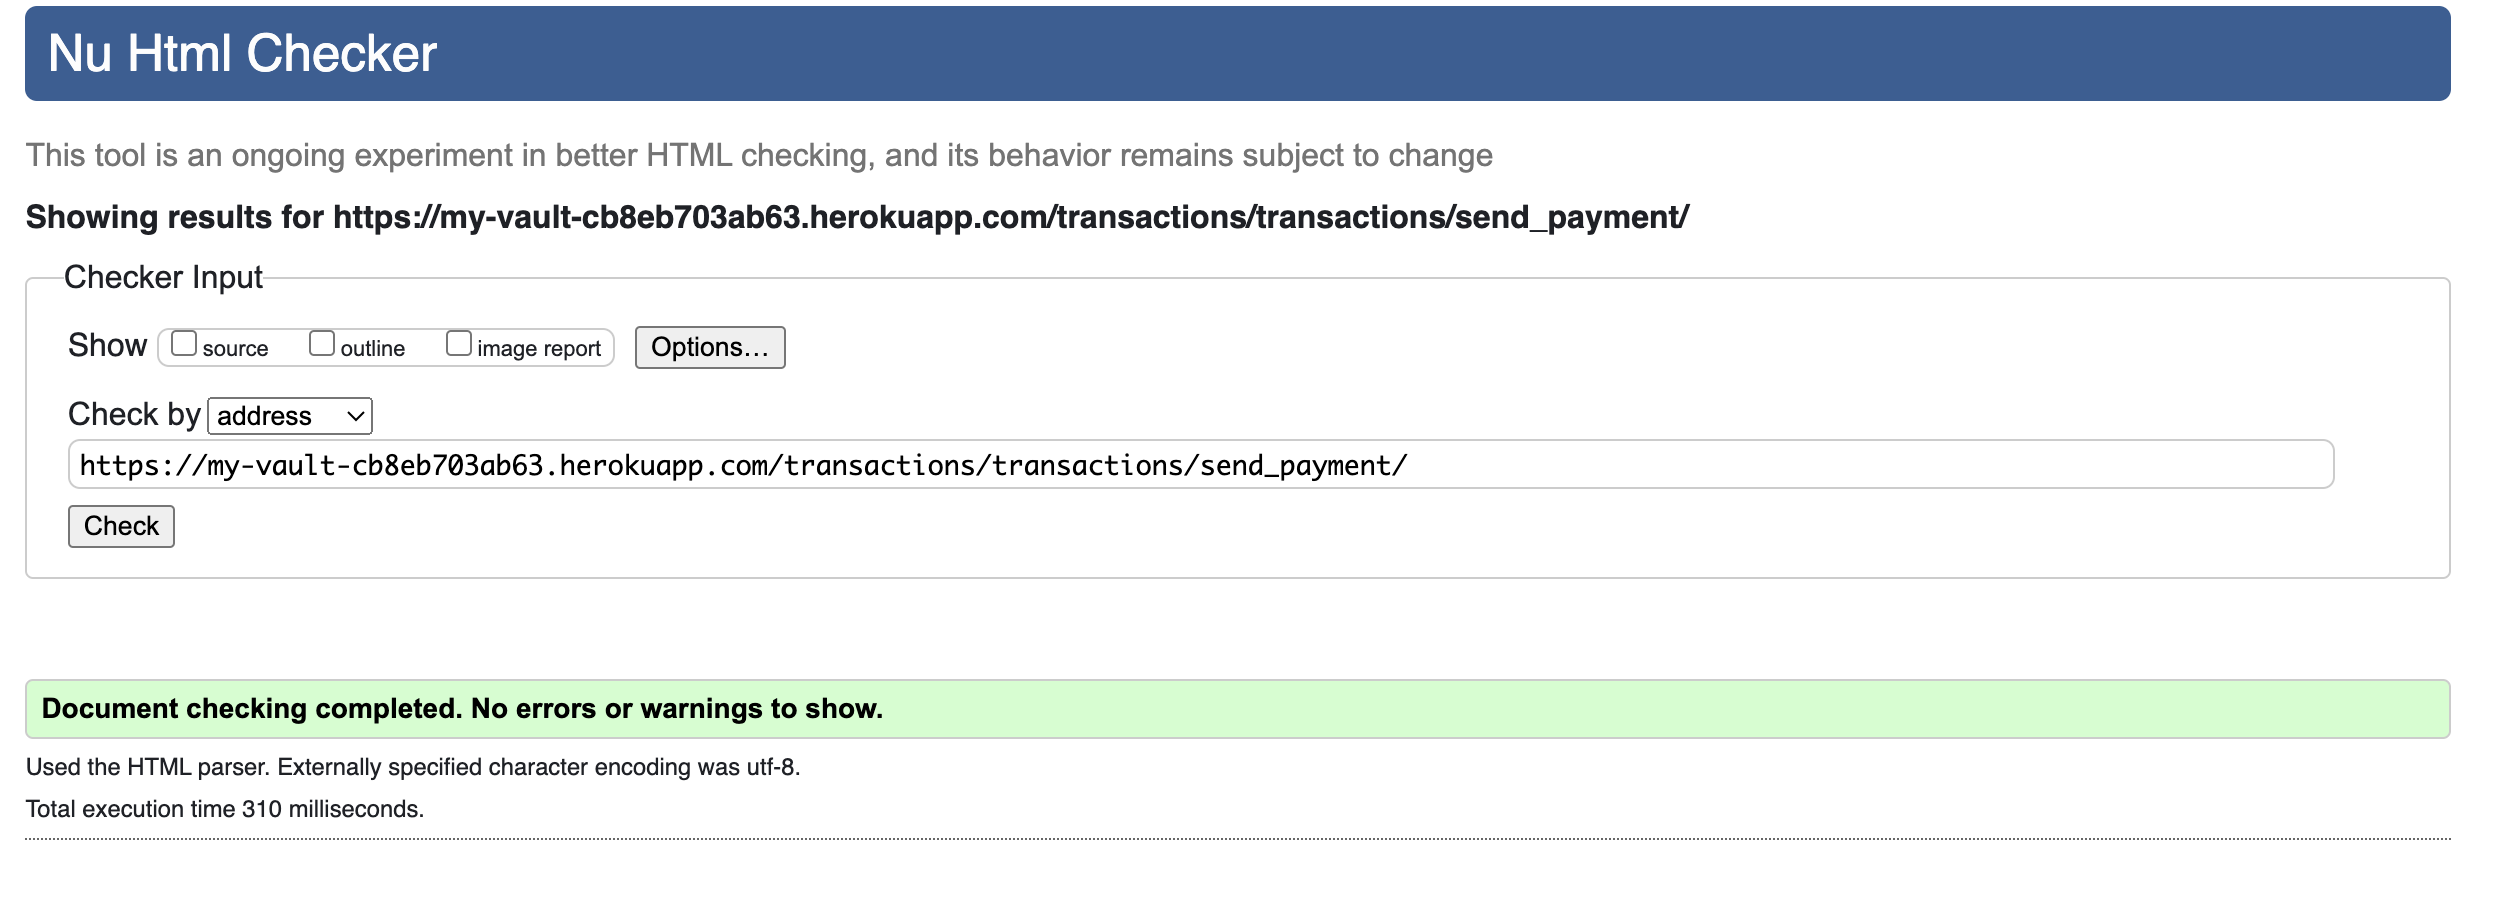 Nu Html Checker
This tool is an ongoing experiment in better HTML checking, and its behavior remains subject to change
Showing results for https://my-vault-cb8eb703ab63.herokuapp.com/transactions/transactions/send_payment/
Checker Input
Show source outline image report Options...
Check by address
https://my-vault-cb8eb703ab63.herokuapp.com/transactions/transactions/send_payment/
Check
Document checking completed. No errors or warnings to show.
Used the HTML parser. Externally specified character encoding was utf-8.
Total execution time 310 milliseconds.